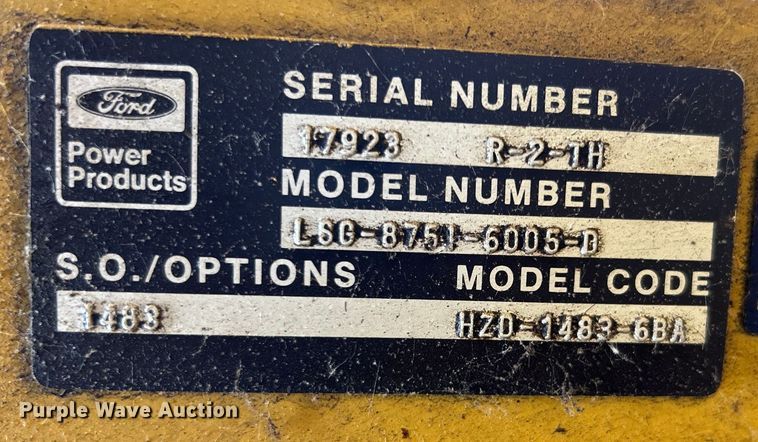 Ford
Power
Products
SERIAL NUMBER
17923 R-2-1H
MODEL NUMBER
LSG-8751-6005-D
S.O./OPTIONS
1483
MODEL CODE
HZD-1483-6BA
Purple Wave Auction